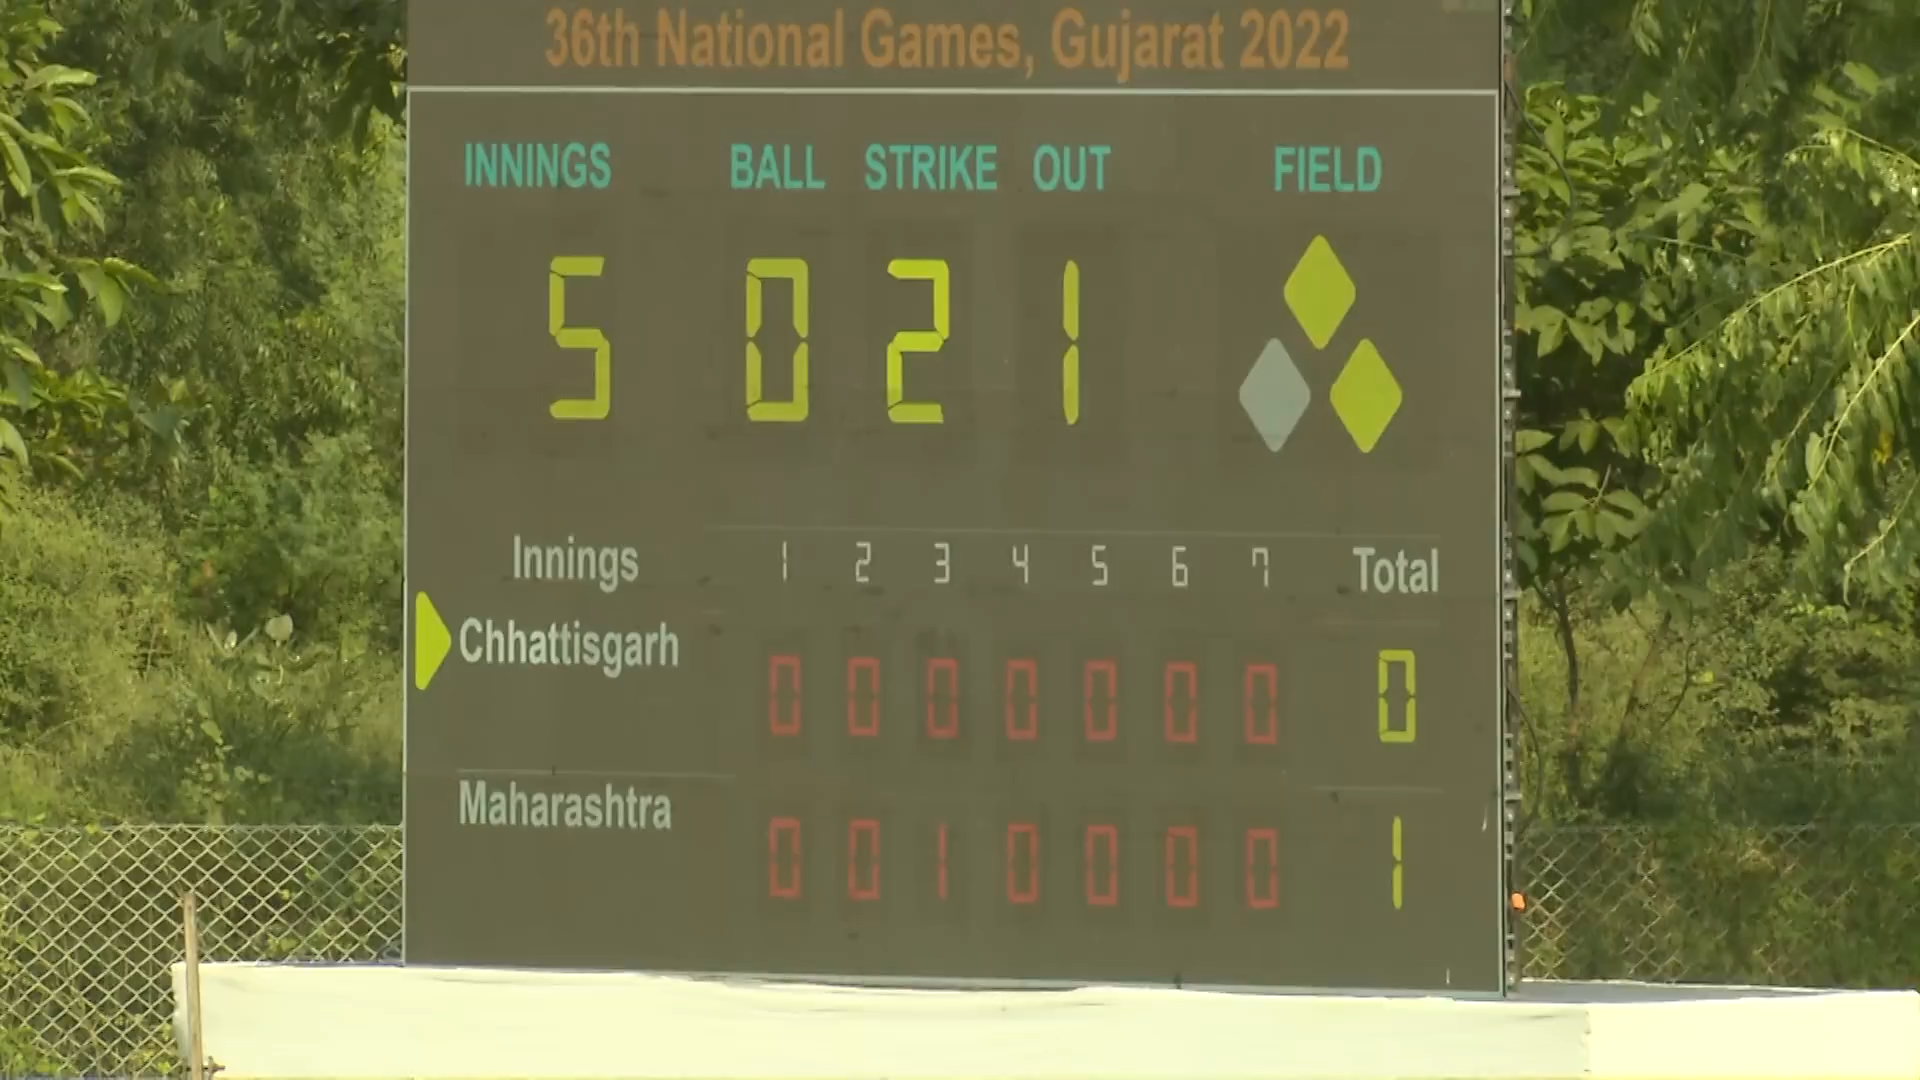 36th National Games, Gujarat 2022
INNINGS BALL STRIKE OUT FIELD
5 0 2 1
Innings 1 2 3 4 5 6 7 Total
Chhattisgarh 0 0 0 0 0 0 0 0
Maharashtra 0 0 1 0 0 0 0 1